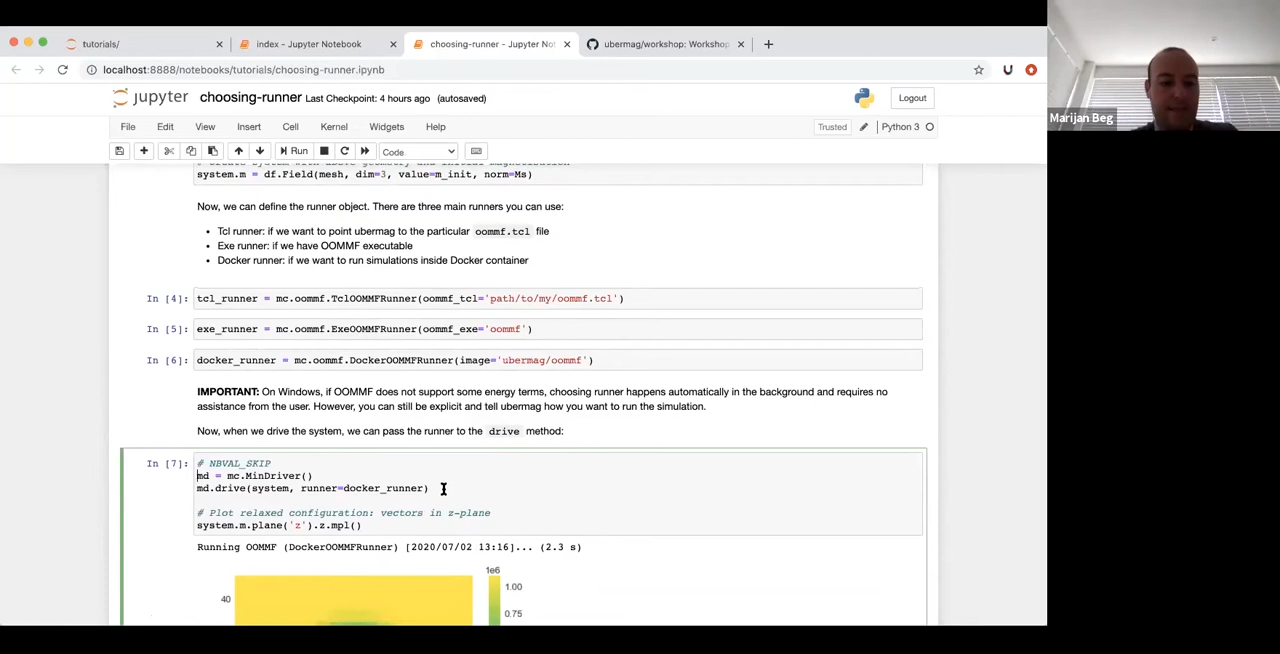 tutorials/
index - Jupyter Notebook
choosing-runner - Jupyter Not
ubermag/workshop: Workshop
localhost:8888/notebooks/tutorials/choosing-runner.ipynb
jupyter choosing-runner Last Checkpoint: 4 hours ago (autosaved)
Logout
File Edit View Insert Cell Kernel Widgets Help
Trusted
Python 3
Run
Code
# Create system with above geometry and initial magnetisation
system.m = df.Field(mesh, dim=3, value=m_init, norm=Ms)
Now, we can define the runner object. There are three main runners you can use:
• Tcl runner: if we want to point ubermag to the particular oommf.tcl file
• Exe runner: if we have OOMMF executable
• Docker runner: if we want to run simulations inside Docker container
In [4]: tcl_runner = mc.oommf.TclOOMMFRunner(oommf_tcl='path/to/my/oommf.tcl')
In [5]: exe_runner = mc.oommf.ExeOOMMFRunner(oommf_exe='oommf')
In [6]: docker_runner = mc.oommf.DockerOOMMFRunner(image='ubermag/oommf')
IMPORTANT: On Windows, if OOMMF does not support some energy terms, choosing runner happens automatically in the background and requires no
assistance from the user. However, you can still be explicit and tell ubermag how you want to run the simulation.
Now, when we drive the system, we can pass the runner to the drive method:
In [7]: # NBVAL_SKIP
md = mc.MinDriver()
md.drive(system, runner=docker_runner)
# Plot relaxed configuration: vectors in z-plane
system.m.plane('z').z.mpl()
Running OOMMF (DockerOOMMFRunner) [2020/07/02 13:16]... (2.3 s)
1e6
1.00
40
0.75
Marijan Beg